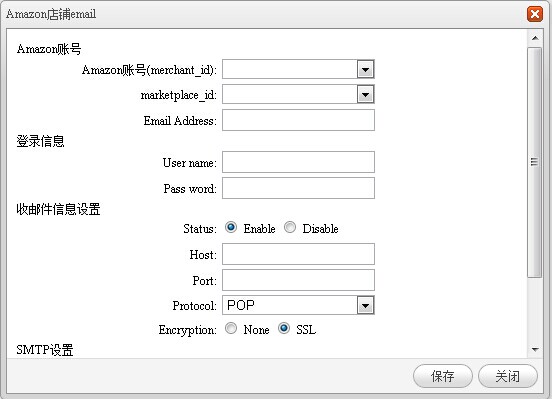 Amazon店铺email
Amazon账号
Amazon账号(merchant_id):
marketplace_id:
Email Address:
登录信息
User name:
Pass word:
收邮件信息设置
Status: Enable Disable
Host:
Port:
Protocol: POP
Encryption: None SSL
SMTP设置
保存 关闭